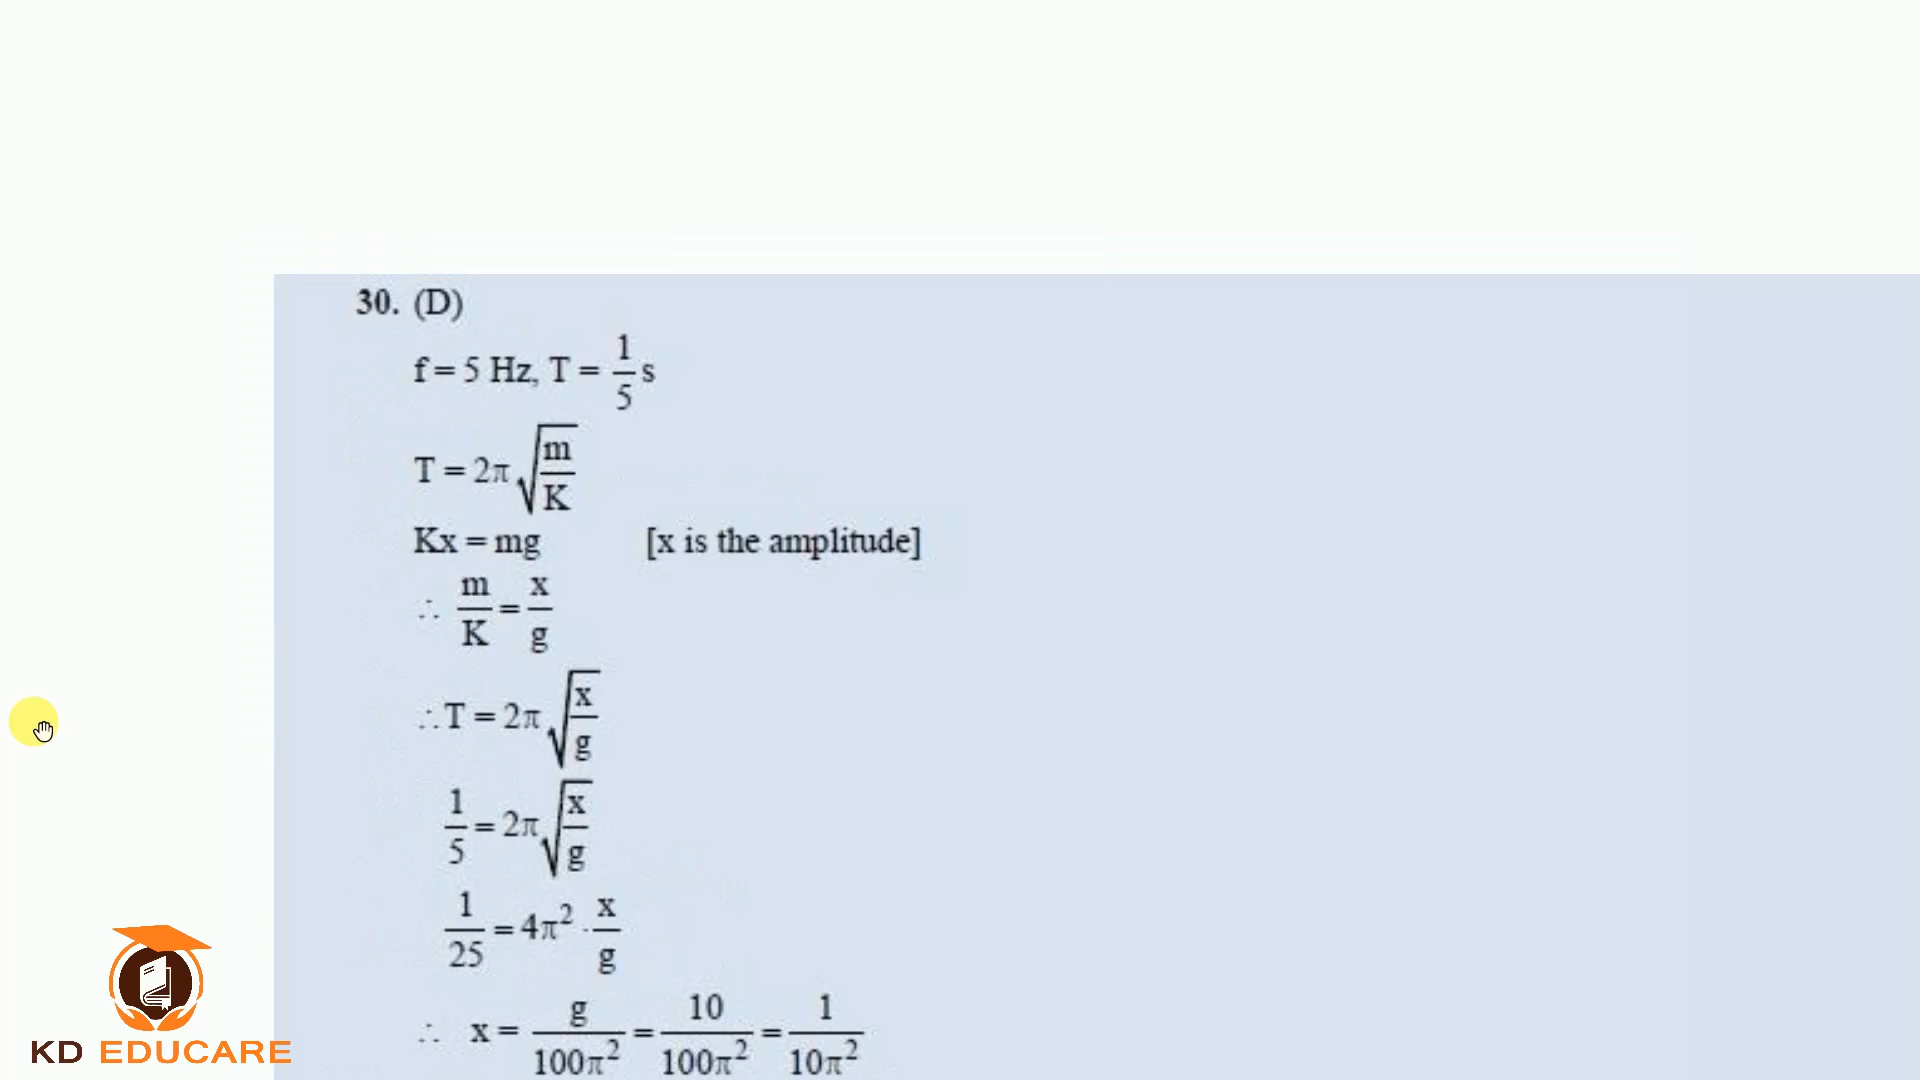 30. (D)
f = 5 Hz, T = 1/5 s
T = 2π√(m/K)
Kx = mg [x is the amplitude]
∴ m/K = x/g
∴ T = 2π√(x/g)
1/5 = 2π√(x/g)
1/25 = 4π² · x/g
∴ x = g/100π² = 10/100π² = 1/10π²
KD EDUCARE